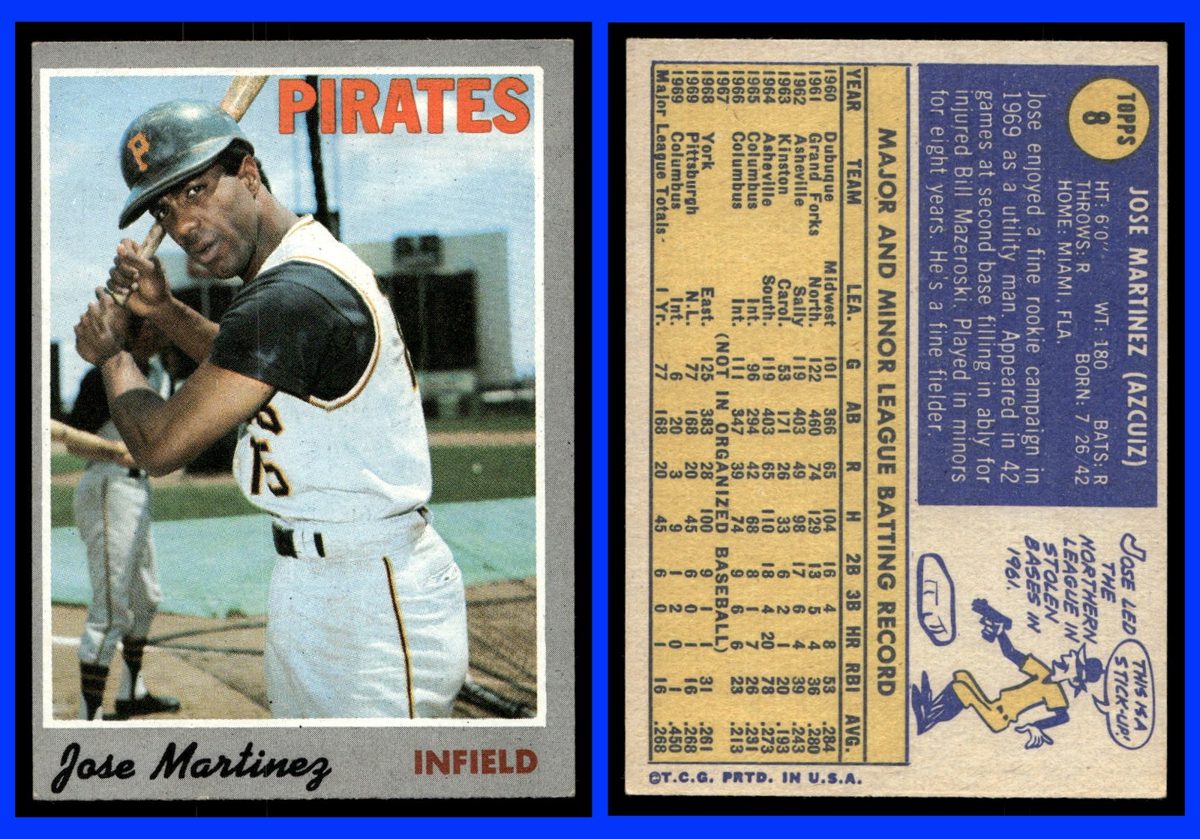 PIRATES
P
15
Jose Martinez
INFIELD
TOPPS
8
JOSE MARTINEZ (AZCUIZ)
HT: 6'0" WT: 180 BATS: R
THROWS: R BORN: 7 26 42
HOME: MIAMI, FLA.
Jose enjoyed a fine rookie campaign in
1969 as a utility man. Appeared in 42
games at second base filling in ably for
injured Bill Mazeroski. Played in minors
for eight years. He's a fine fielder.
JOSE LED
THE
NORTHERN
LEAGUE IN
STOLEN
BASES IN
1961.
THIS IS A
STICK-UP!
MAJOR AND MINOR LEAGUE BATTING RECORD
YEAR TEAM LEA. G AB R H 2B 3B HR RBI AVG.
1960 Dubuque Midwest 101 366 65 104 16 4 8 53 .284
1961 Grand Forks North. 122 460 74 129 13 5 4 36 .280
1962 Asheville Sally 119 403 49 98 17 4 6 39 .243
1963 Kinston Carol. 53 171 26 33 6 2 1 20 .193
1964 Asheville South. 119 403 65 110 18 4 20 78 .273
1965 Columbus Int. 96 294 42 68 6 1 7 26 .231
1966 Columbus Int. 111 347 39 74 9 6 6 23 .213
1967 (NOT IN ORGANIZED BASEBALL)
1968 York East. 125 383 28 100 9 1 1 31 .261
1969 Pittsburgh N.L. 77 168 20 45 6 0 1 16 .268
1969 Columbus Int. 6 20 3 9 1 2 0 1 .450
Major League Totals 1 Yr. 77 168 20 45 6 0 1 16 .268
©T.C.G. PRTD. IN U.S.A.